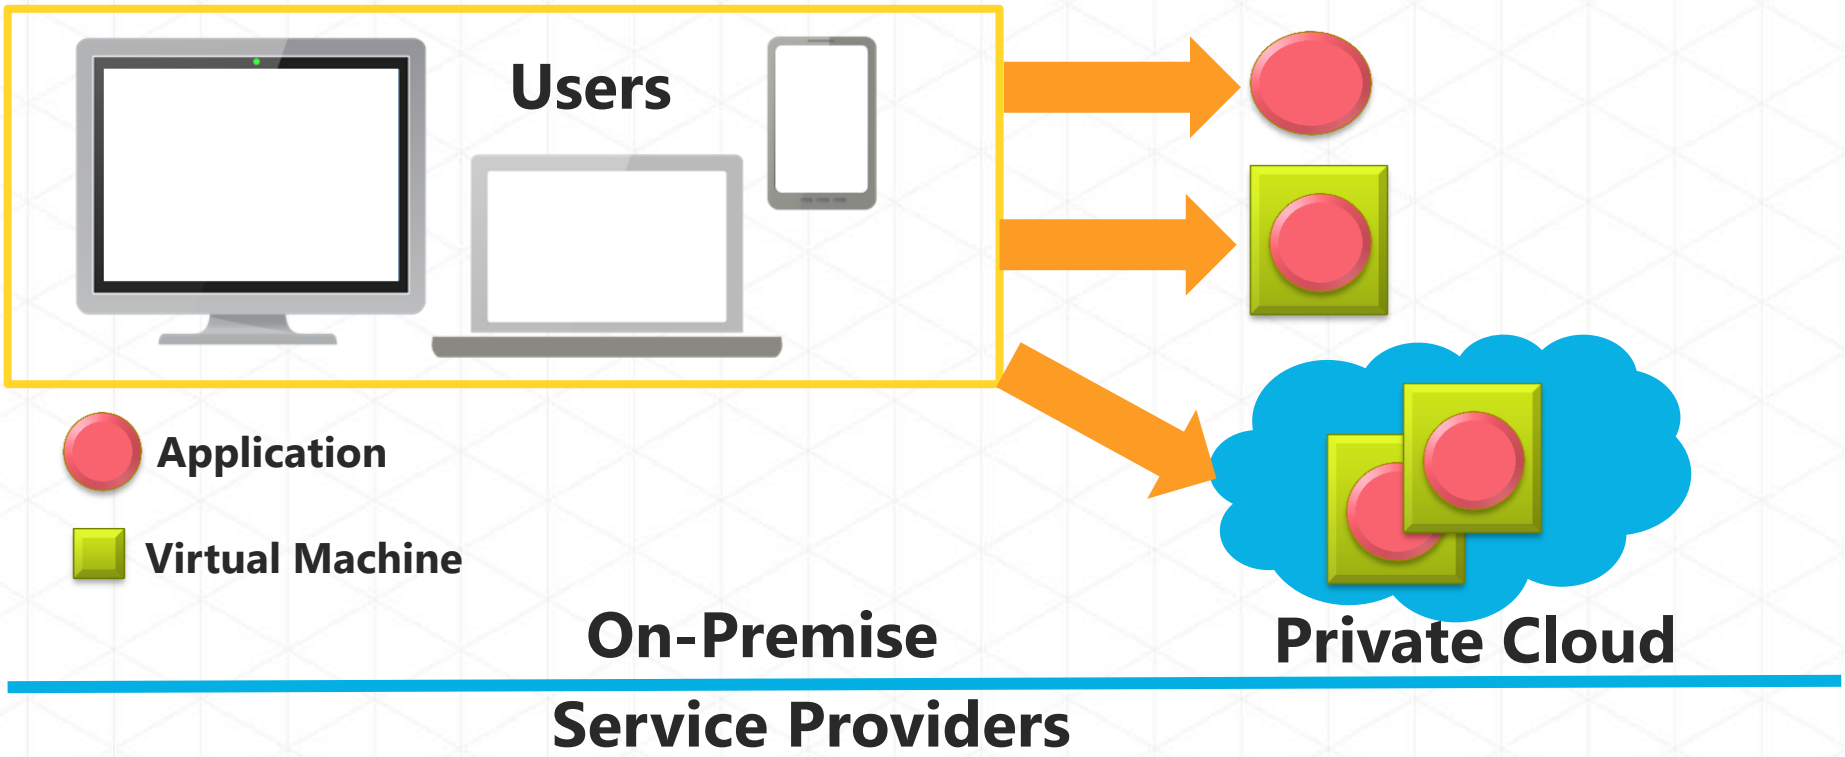 Users
Application
Virtual Machine
On-Premise
Private Cloud
Service Providers